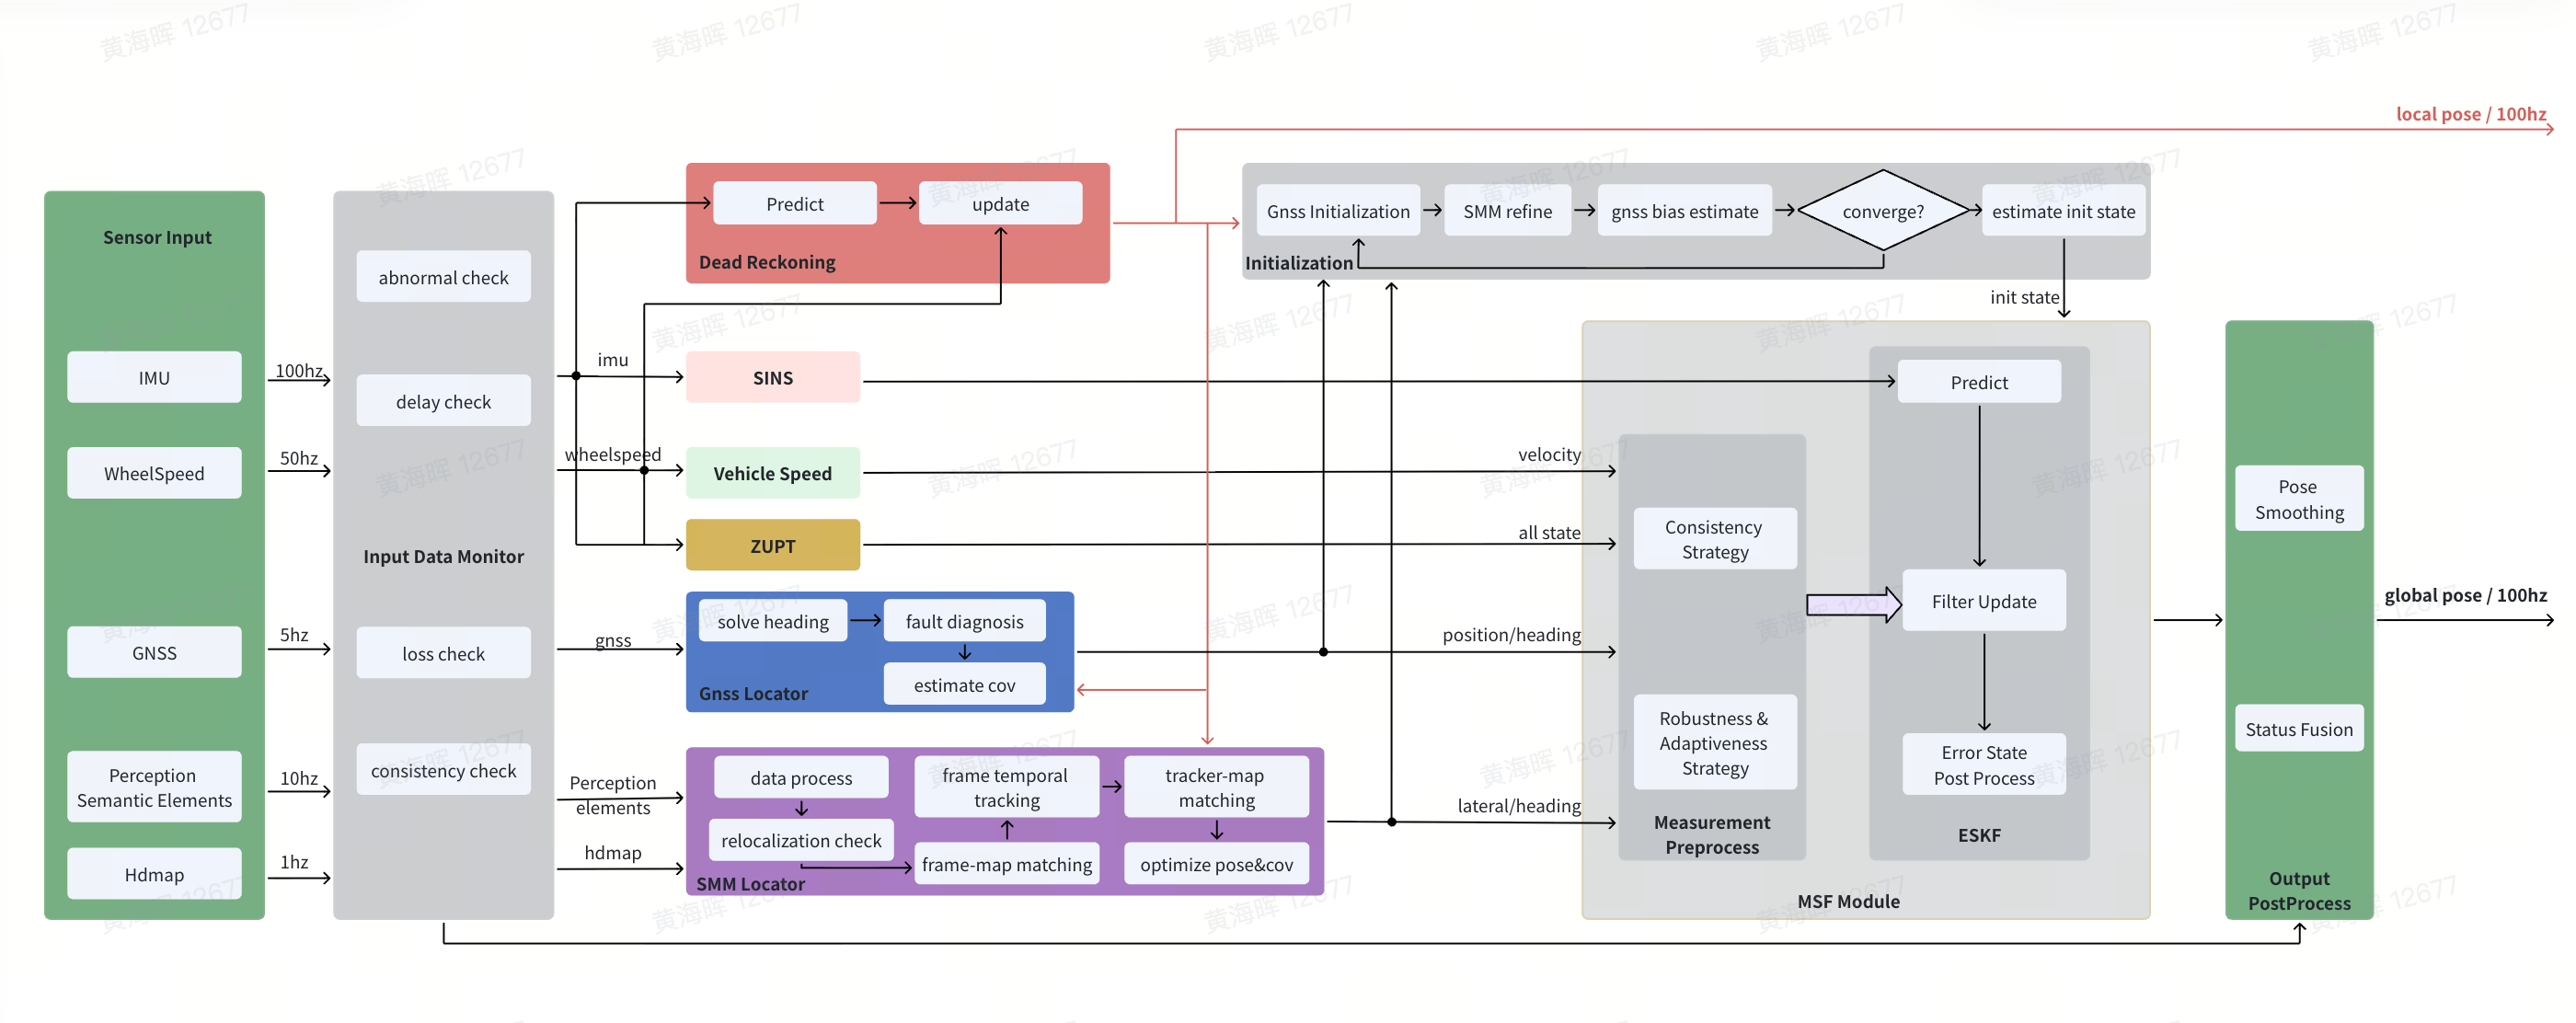 黄海晖 12677
local pose / 100hz
Sensor Input
IMU
WheelSpeed
GNSS
Perception
Semantic Elements
Hdmap
100hz
50hz
5hz
10hz
1hz
abnormal check
delay check
Input Data Monitor
loss check
consistency check
imu
wheelspeed
gnss
Perception
elements
hdmap
Predict
update
Dead Reckoning
SINS
Vehicle Speed
ZUPT
solve heading
fault diagnosis
estimate cov
Gnss Locator
data process
relocalization check
frame temporal
tracking
frame-map matching
tracker-map
matching
optimize pose&cov
SMM Locator
Gnss Initialization
SMM refine
gnss bias estimate
converge?
estimate init state
Initialization
init state
velocity
all state
position/heading
lateral/heading
Consistency
Strategy
Robustness &
Adaptiveness
Strategy
Measurement
Preprocess
Predict
Filter Update
Error State
Post Process
ESKF
MSF Module
Pose
Smoothing
Status Fusion
Output
PostProcess
global pose / 100hz